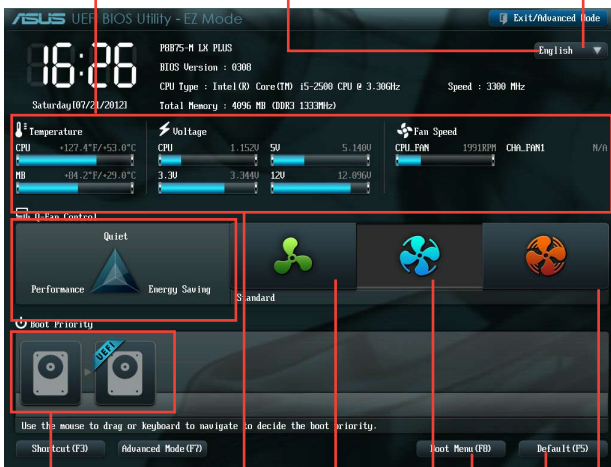 ASUS UEFI BIOS Utility - EZ Mode
Exit/Advanced Mode
English
16:26
Saturday[07/21/2012]
P8B75-M LX PLUS
BIOS Version : 0308
CPU Type : Intel(R) Core(TM) i5-2500 CPU @ 3.30GHz Speed : 3300 MHz
Total Memory : 4096 MB (DDR3 1333MHz)
Temperature
CPU +127.4°F/+53.0°C
MB +84.2°F/+29.0°C
Voltage
CPU 1.152V 5V 5.140V
3.3V 3.344V 12V 12.096V
Fan Speed
CPU_FAN 1991RPM CHA_FAN1 N/A
Q-Fan Control
Quiet
Performance
Energy Saving
Standard
Boot Priority
UEFI
Use the mouse to drag or keyboard to navigate to decide the boot priority.
Shortcut(F3)
Advanced Mode(F7)
Boot Menu(F8)
Default(F5)